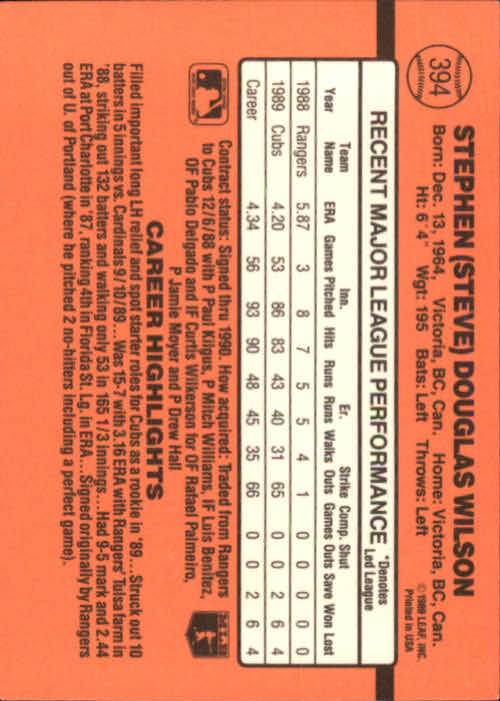 394
STEPHEN (STEVE) DOUGLAS WILSON
Born: Dec. 13, 1964, Victoria, BC, Can. Home: Victoria, BC, Can.
Ht: 6'4" Wgt: 195 Bats: Left Throws: Left
© 1989 LEAF, INC.
Printed in USA
RECENT MAJOR LEAGUE PERFORMANCE *Denotes Led League
Team Inn. Er. Strike Comp. Shut
Year Name ERA Games Pitched Hits Runs Runs Walks Outs Games Outs Save Won Lost
1988 Rangers 5.87 3 8 7 5 5 4 1 0 0 0 0 0
1989 Cubs 4.20 53 86 83 43 40 31 65 0 0 2 6 4
Career 4.34 56 93 90 48 45 35 66 0 0 2 6 4
Contract status: Signed thru 1990. How acquired: Traded from Rangers
to Cubs 12/6/88 with P Paul Kilgus, P Mitch Williams, IF Luis Benitez,
OF Pablo Delgado and IF Curtis Wilkerson for OF Rafael Palmeiro,
P Jamie Moyer and P Drew Hall
CAREER HIGHLIGHTS
Filled important long LH relief and spot starter roles for Cubs as a rookie in '89 ... Struck out 10
batters in 5 innings vs. Cardinals 9/10/89 ... Was 15-7 with 3.16 ERA with Rangers' Tulsa farm in
'88, striking out 132 batters and walking only 53 in 165 1/3 innings ... Had 9-5 mark and 2.44
ERA at Port Charlotte in '87, ranking 4th in Florida St. Lg. in ERA ... Signed originally by Rangers
out of U. of Portland (where he pitched 2 no-hitters including a perfect game).